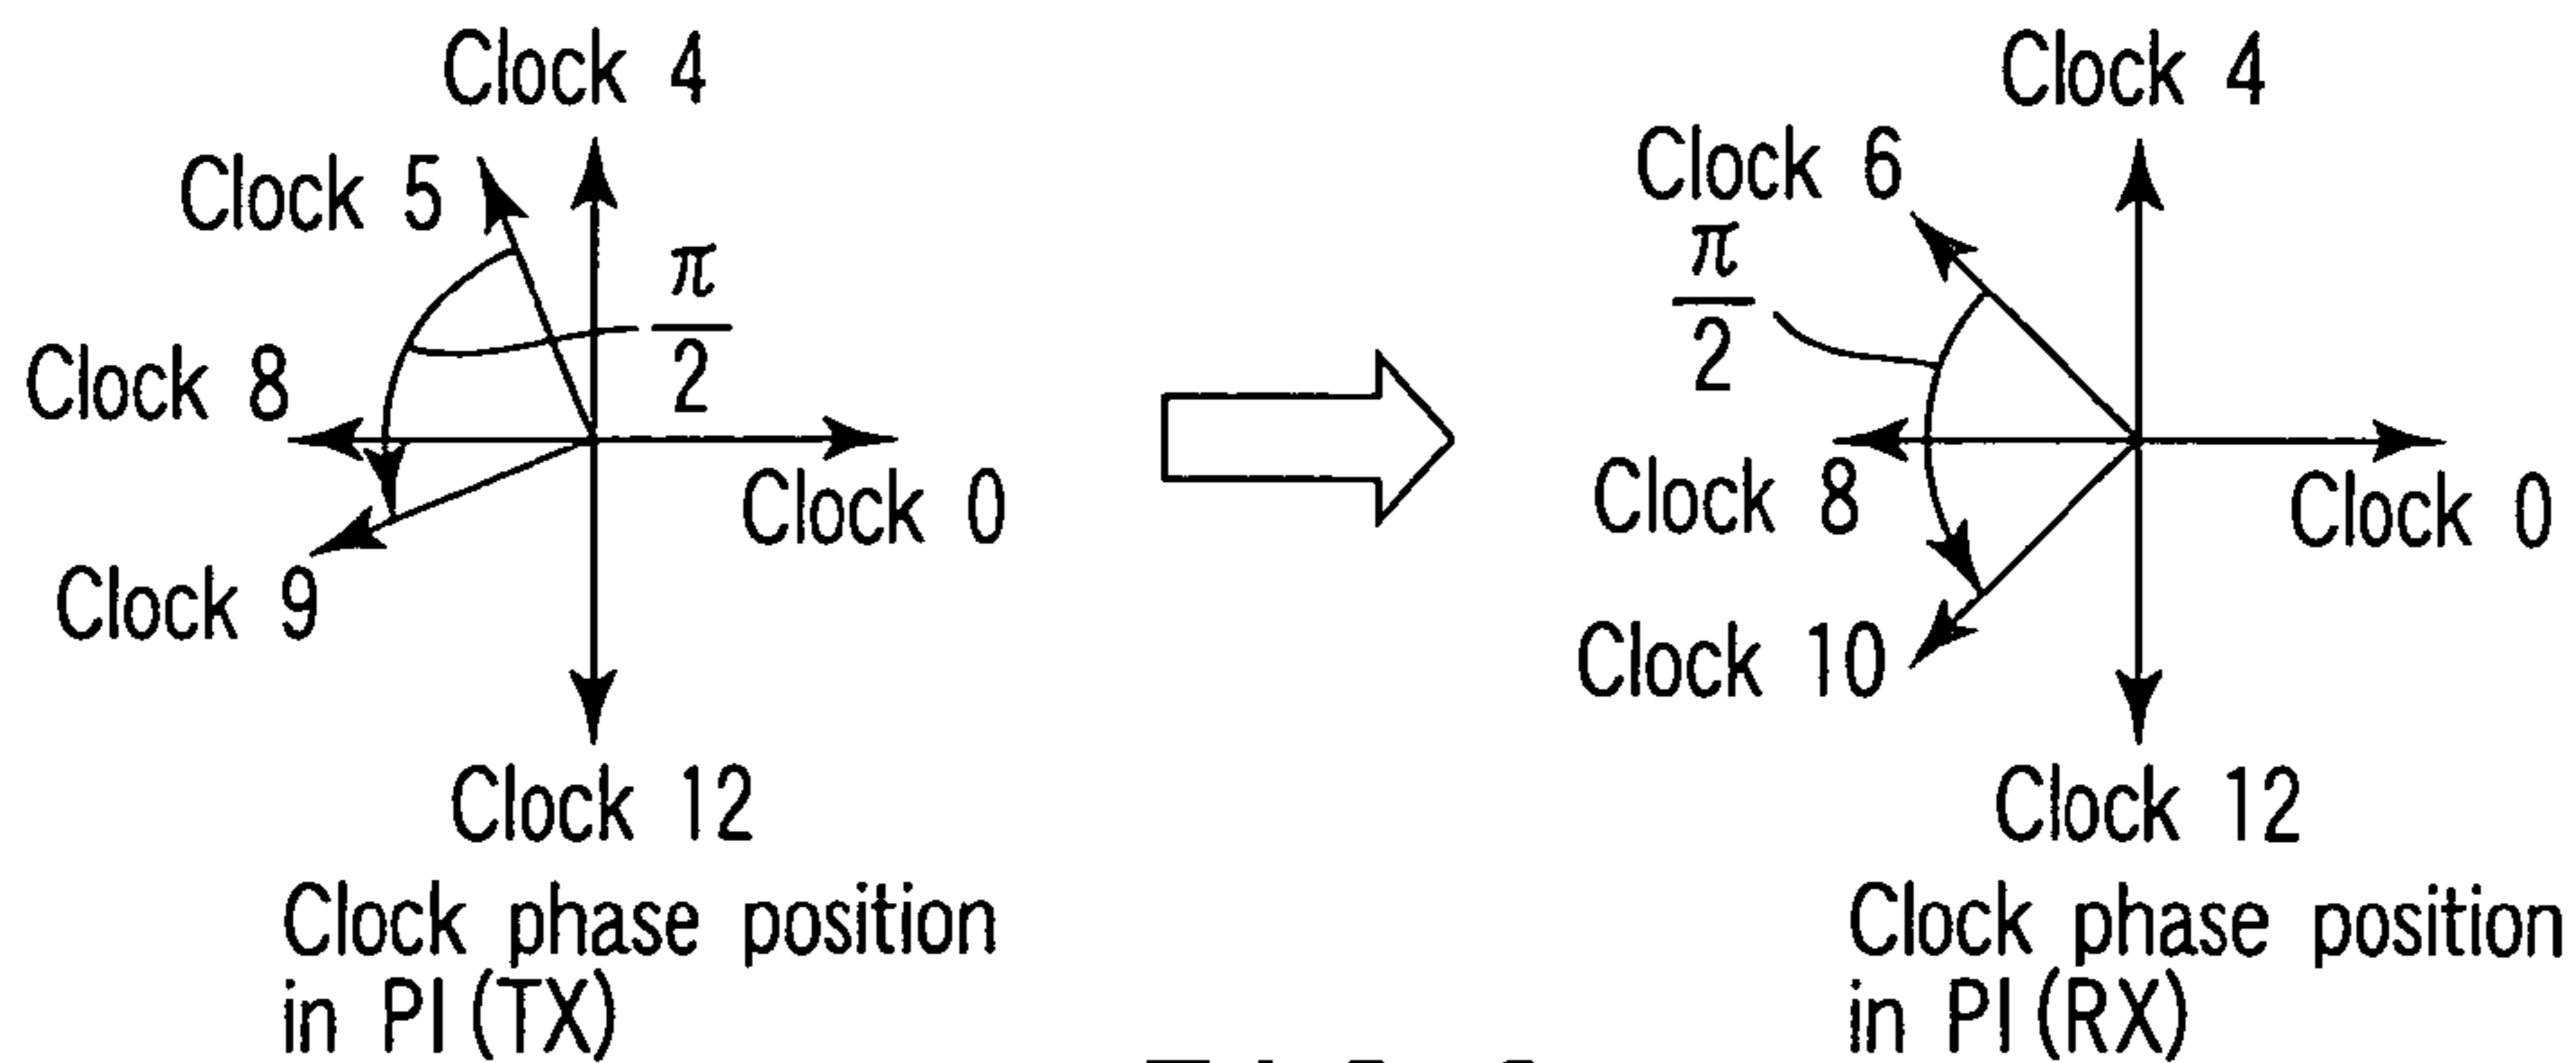 Clock 4
Clock 5
π
2
Clock 8
Clock 0
Clock 9
Clock 12
Clock phase position
in PI (TX)
Clock 4
Clock 6
π
2
Clock 8
Clock 0
Clock 10
Clock 12
Clock phase position
in PI (RX)